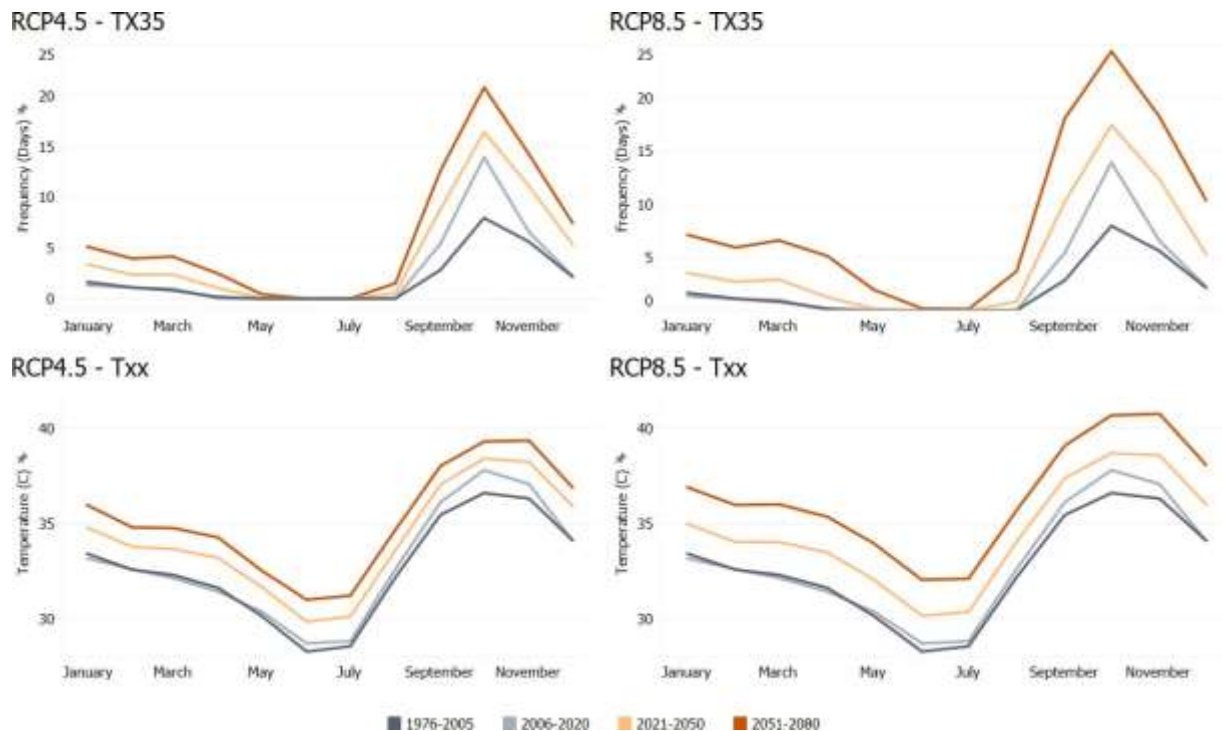 RCP4.5 - TX35
RCP8.5 - TX35
Frequency (Days) %
25
20
15
10
5
0
January March May July September November
Frequency (Days) %
25
20
15
10
5
0
January March May July September November
RCP4.5 - Txx
RCP8.5 - Txx
Temperature (C) %
40
35
30
January March May July September November
Temperature (C) %
40
35
30
January March May July September November
1976-2005 2006-2020 2021-2050 2051-2080